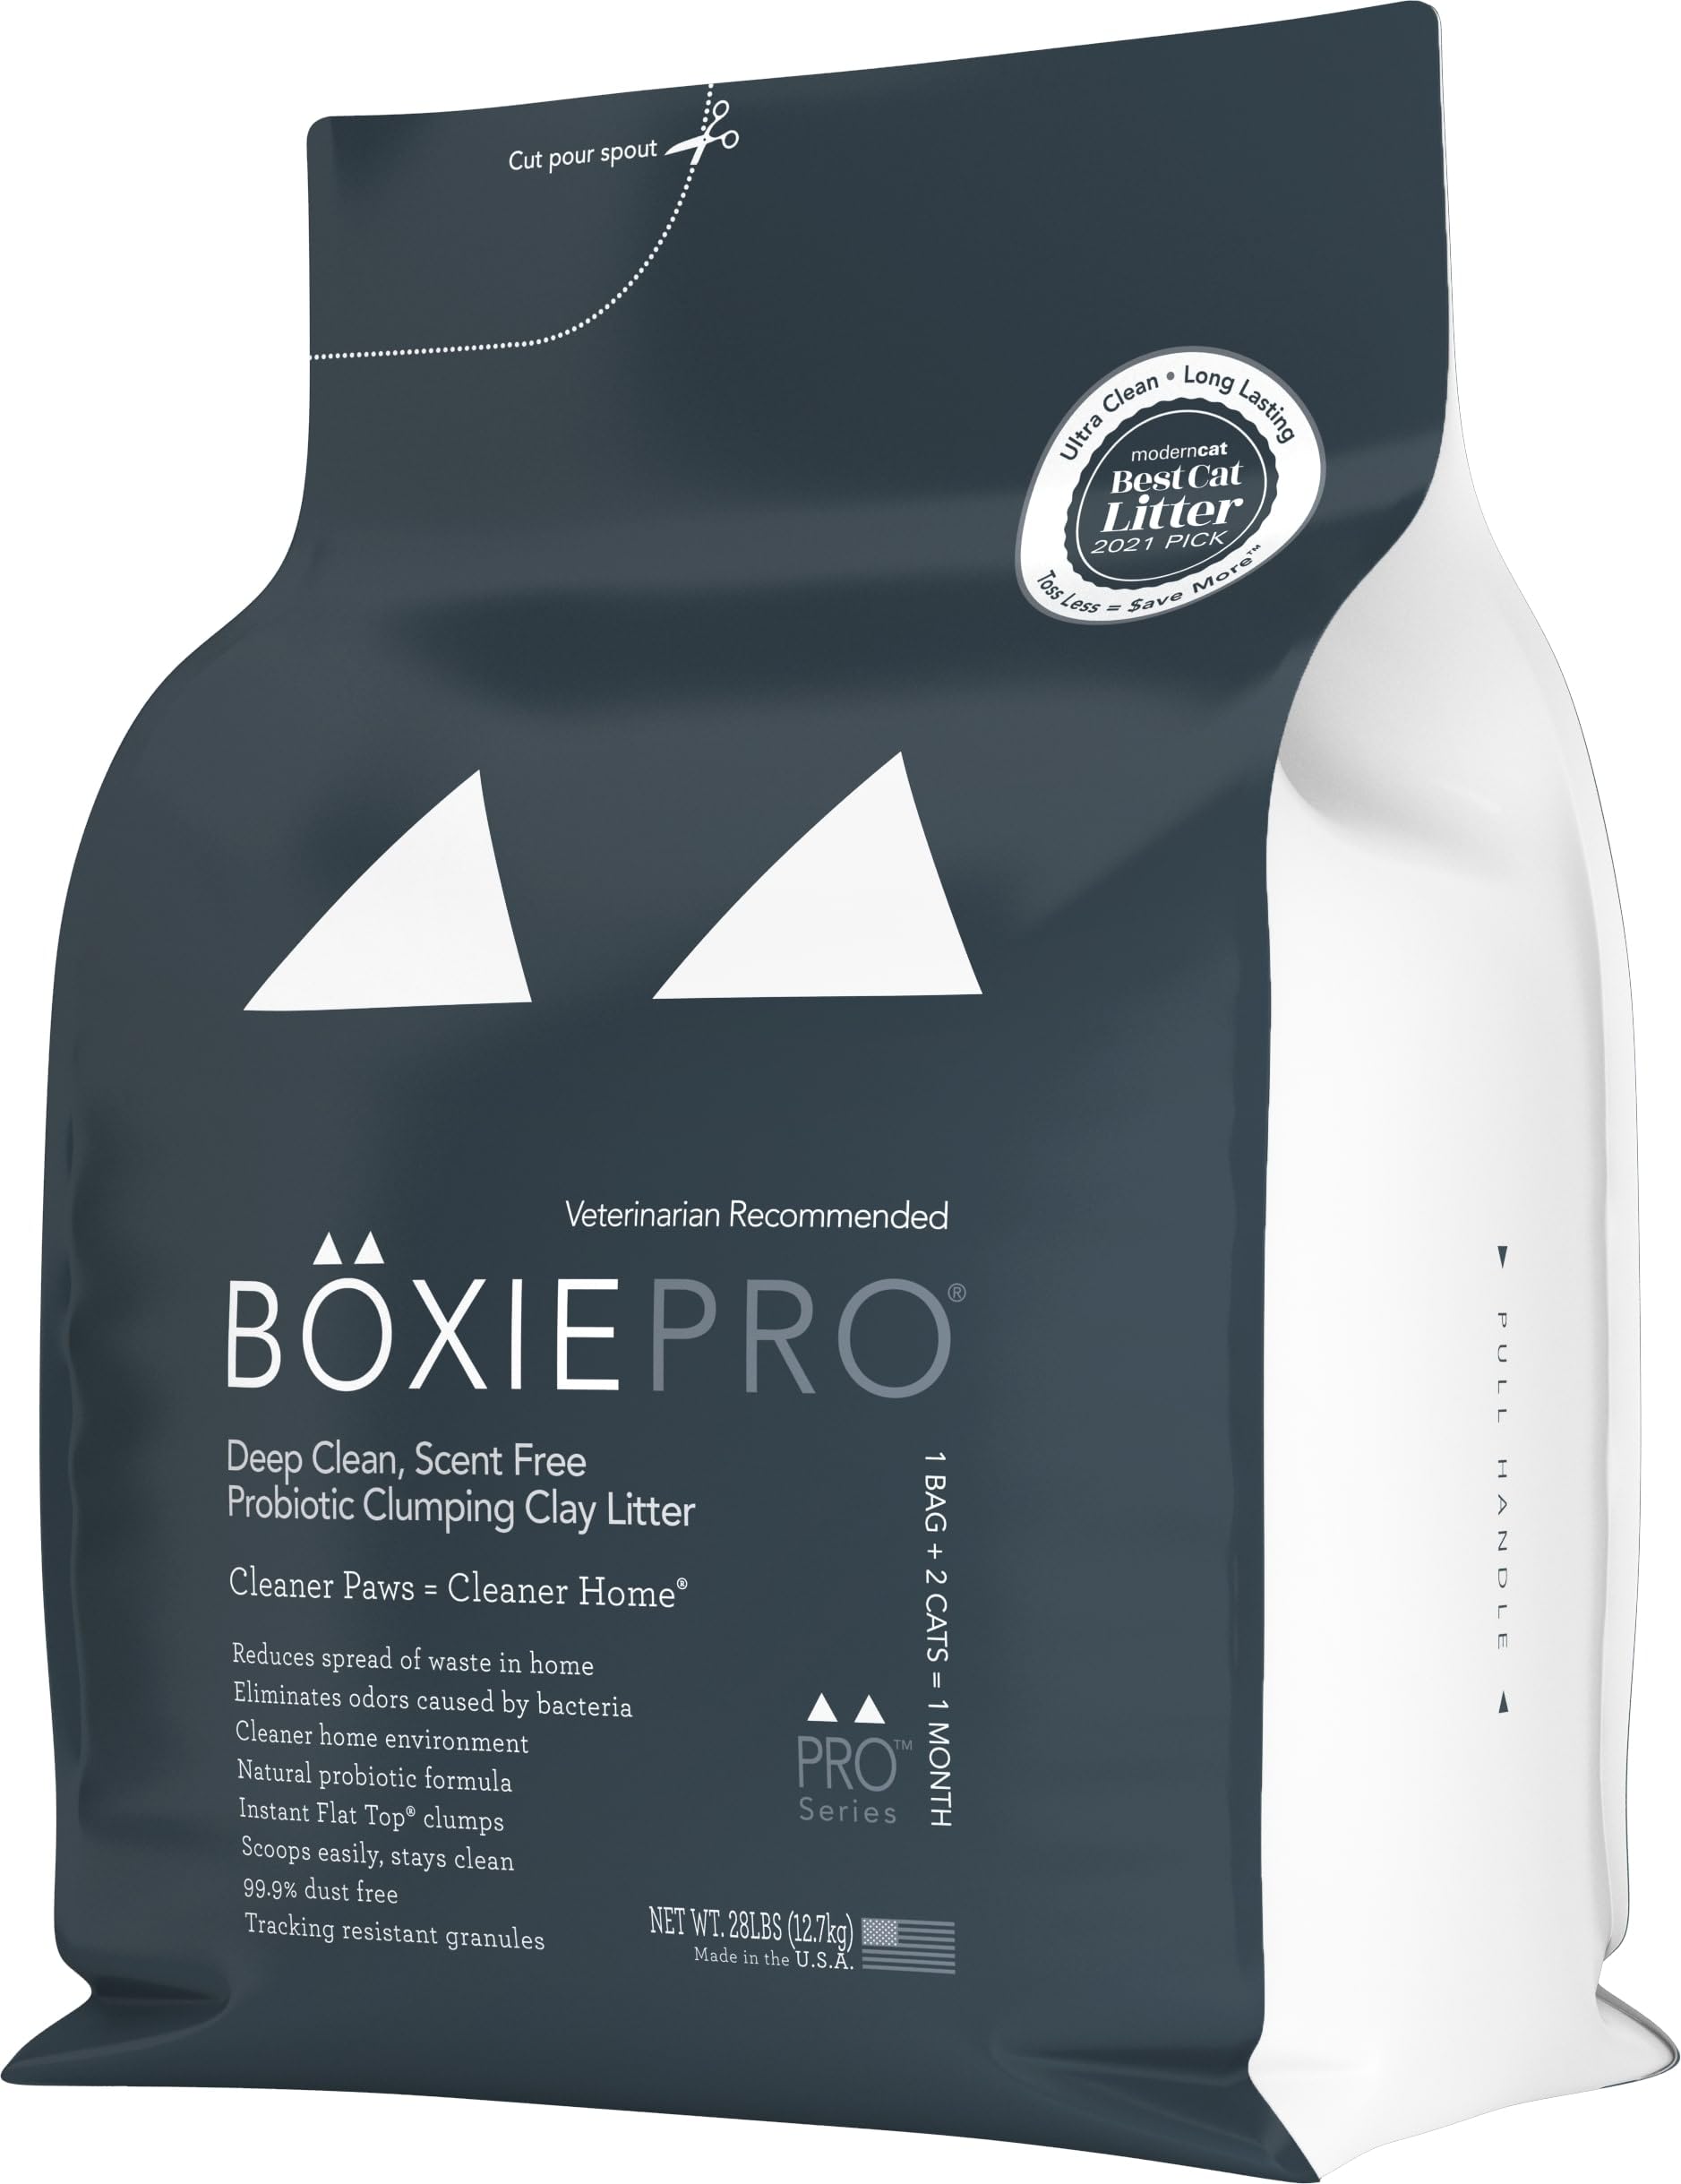 Cut pour spout
Ultra Clean • Long Lasting
moderncat
Best Cat
Litter
2021 PICK
Toss Less = $ave More™
Veterinarian Recommended
BÖXIEPRO®
Deep Clean, Scent Free
Probiotic Clumping Clay Litter
Cleaner Paws = Cleaner Home®
Reduces spread of waste in home
Eliminates odors caused by bacteria
Cleaner home environment
Natural probiotic formula
Instant Flat Top® clumps
Scoops easily, stays clean
99.9% dust free
Tracking resistant granules
1 BAG + 2 CATS = 1 MONTH
PRO™
Series
NET WT. 28LBS (12.7kg)
Made in the U.S.A.
PULL HANDLE